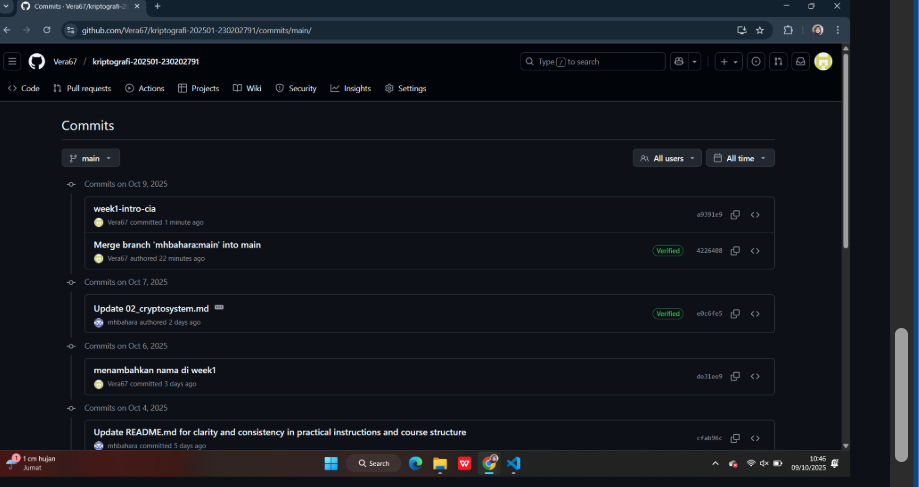 Commits · Vera67/kriptografi-20
github.com/Vera67/kriptografi-202501-230202791/commits/main/
Vera67 / kriptografi-202501-230202791
Type / to search
Code Pull requests Actions Projects Wiki Security Insights Settings
Commits
main
All users All time
Commits on Oct 9, 2025
week1-intro-cia
Vera67 committed 1 minute ago
a9391e9
Merge branch 'mhbahara:main' into main
Vera67 authored 22 minutes ago
Verified 4226408
Commits on Oct 7, 2025
Update 02_cryptosystem.md
mhbahara authored 2 days ago
Verified e0c6fe5
Commits on Oct 6, 2025
menambahkan nama di week1
Vera67 committed 3 days ago
Commits on Oct 4, 2025
Update README.md for clarity and consistency in practical instructions and course structure
mhbahara committed 5 days ago
cfab96c
1
1 cm hujan
Jumat
Search
10:46
09/10/2025